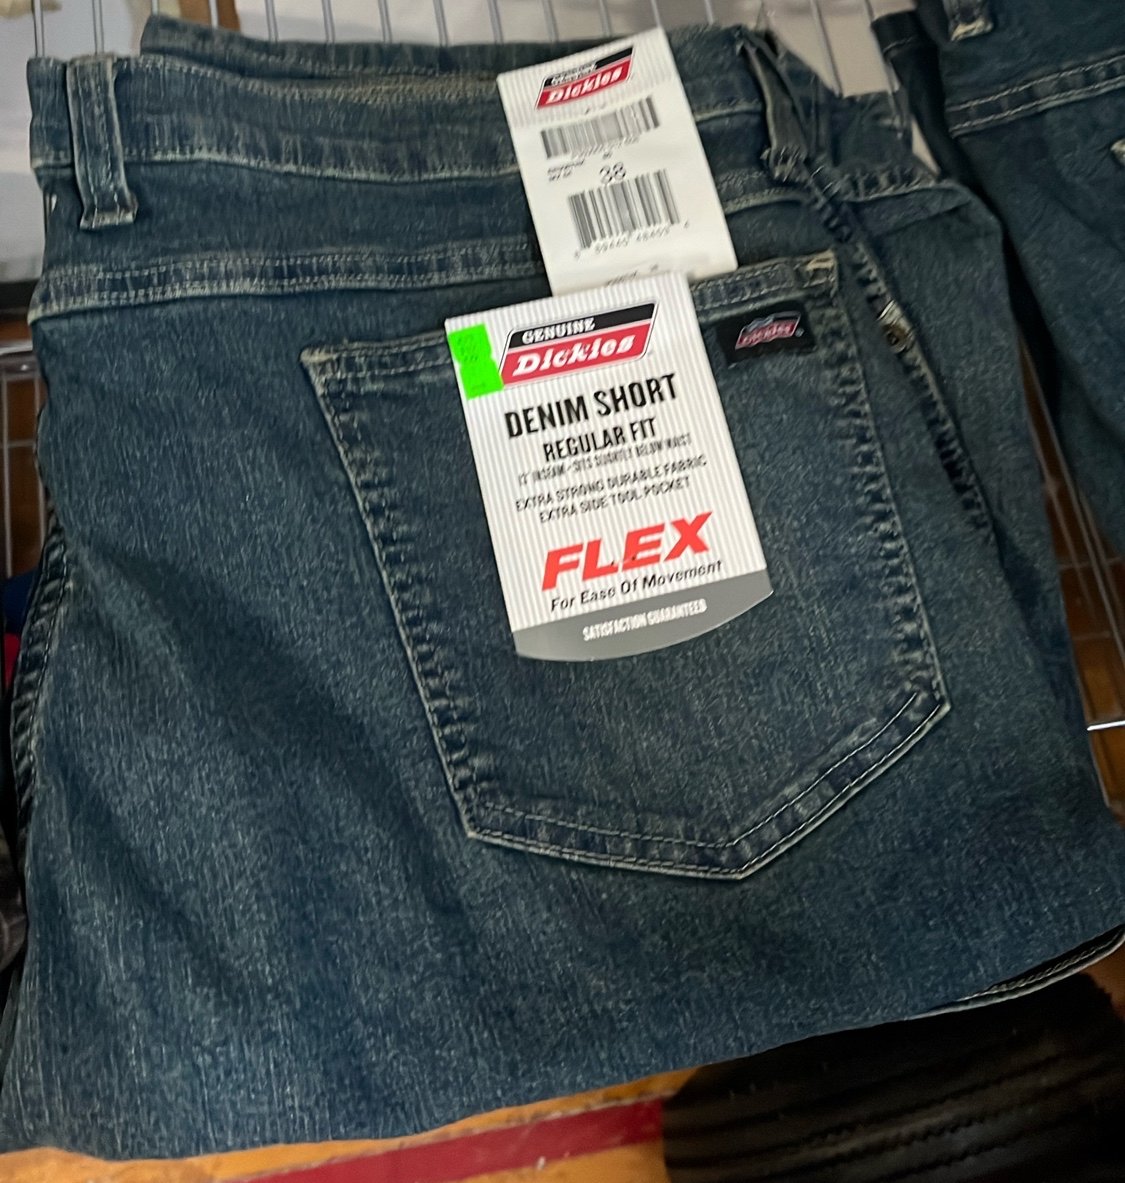 GENUINE
Dickies
38
GENUINE
Dickies
DENIM SHORT
REGULAR FIT
EXTRA STRONG DURABLE FABRIC
EXTRA SIDE TOOL POCKET
FLEX
For Ease Of Movement
SATISFACTION GUARANTEED
Dickies